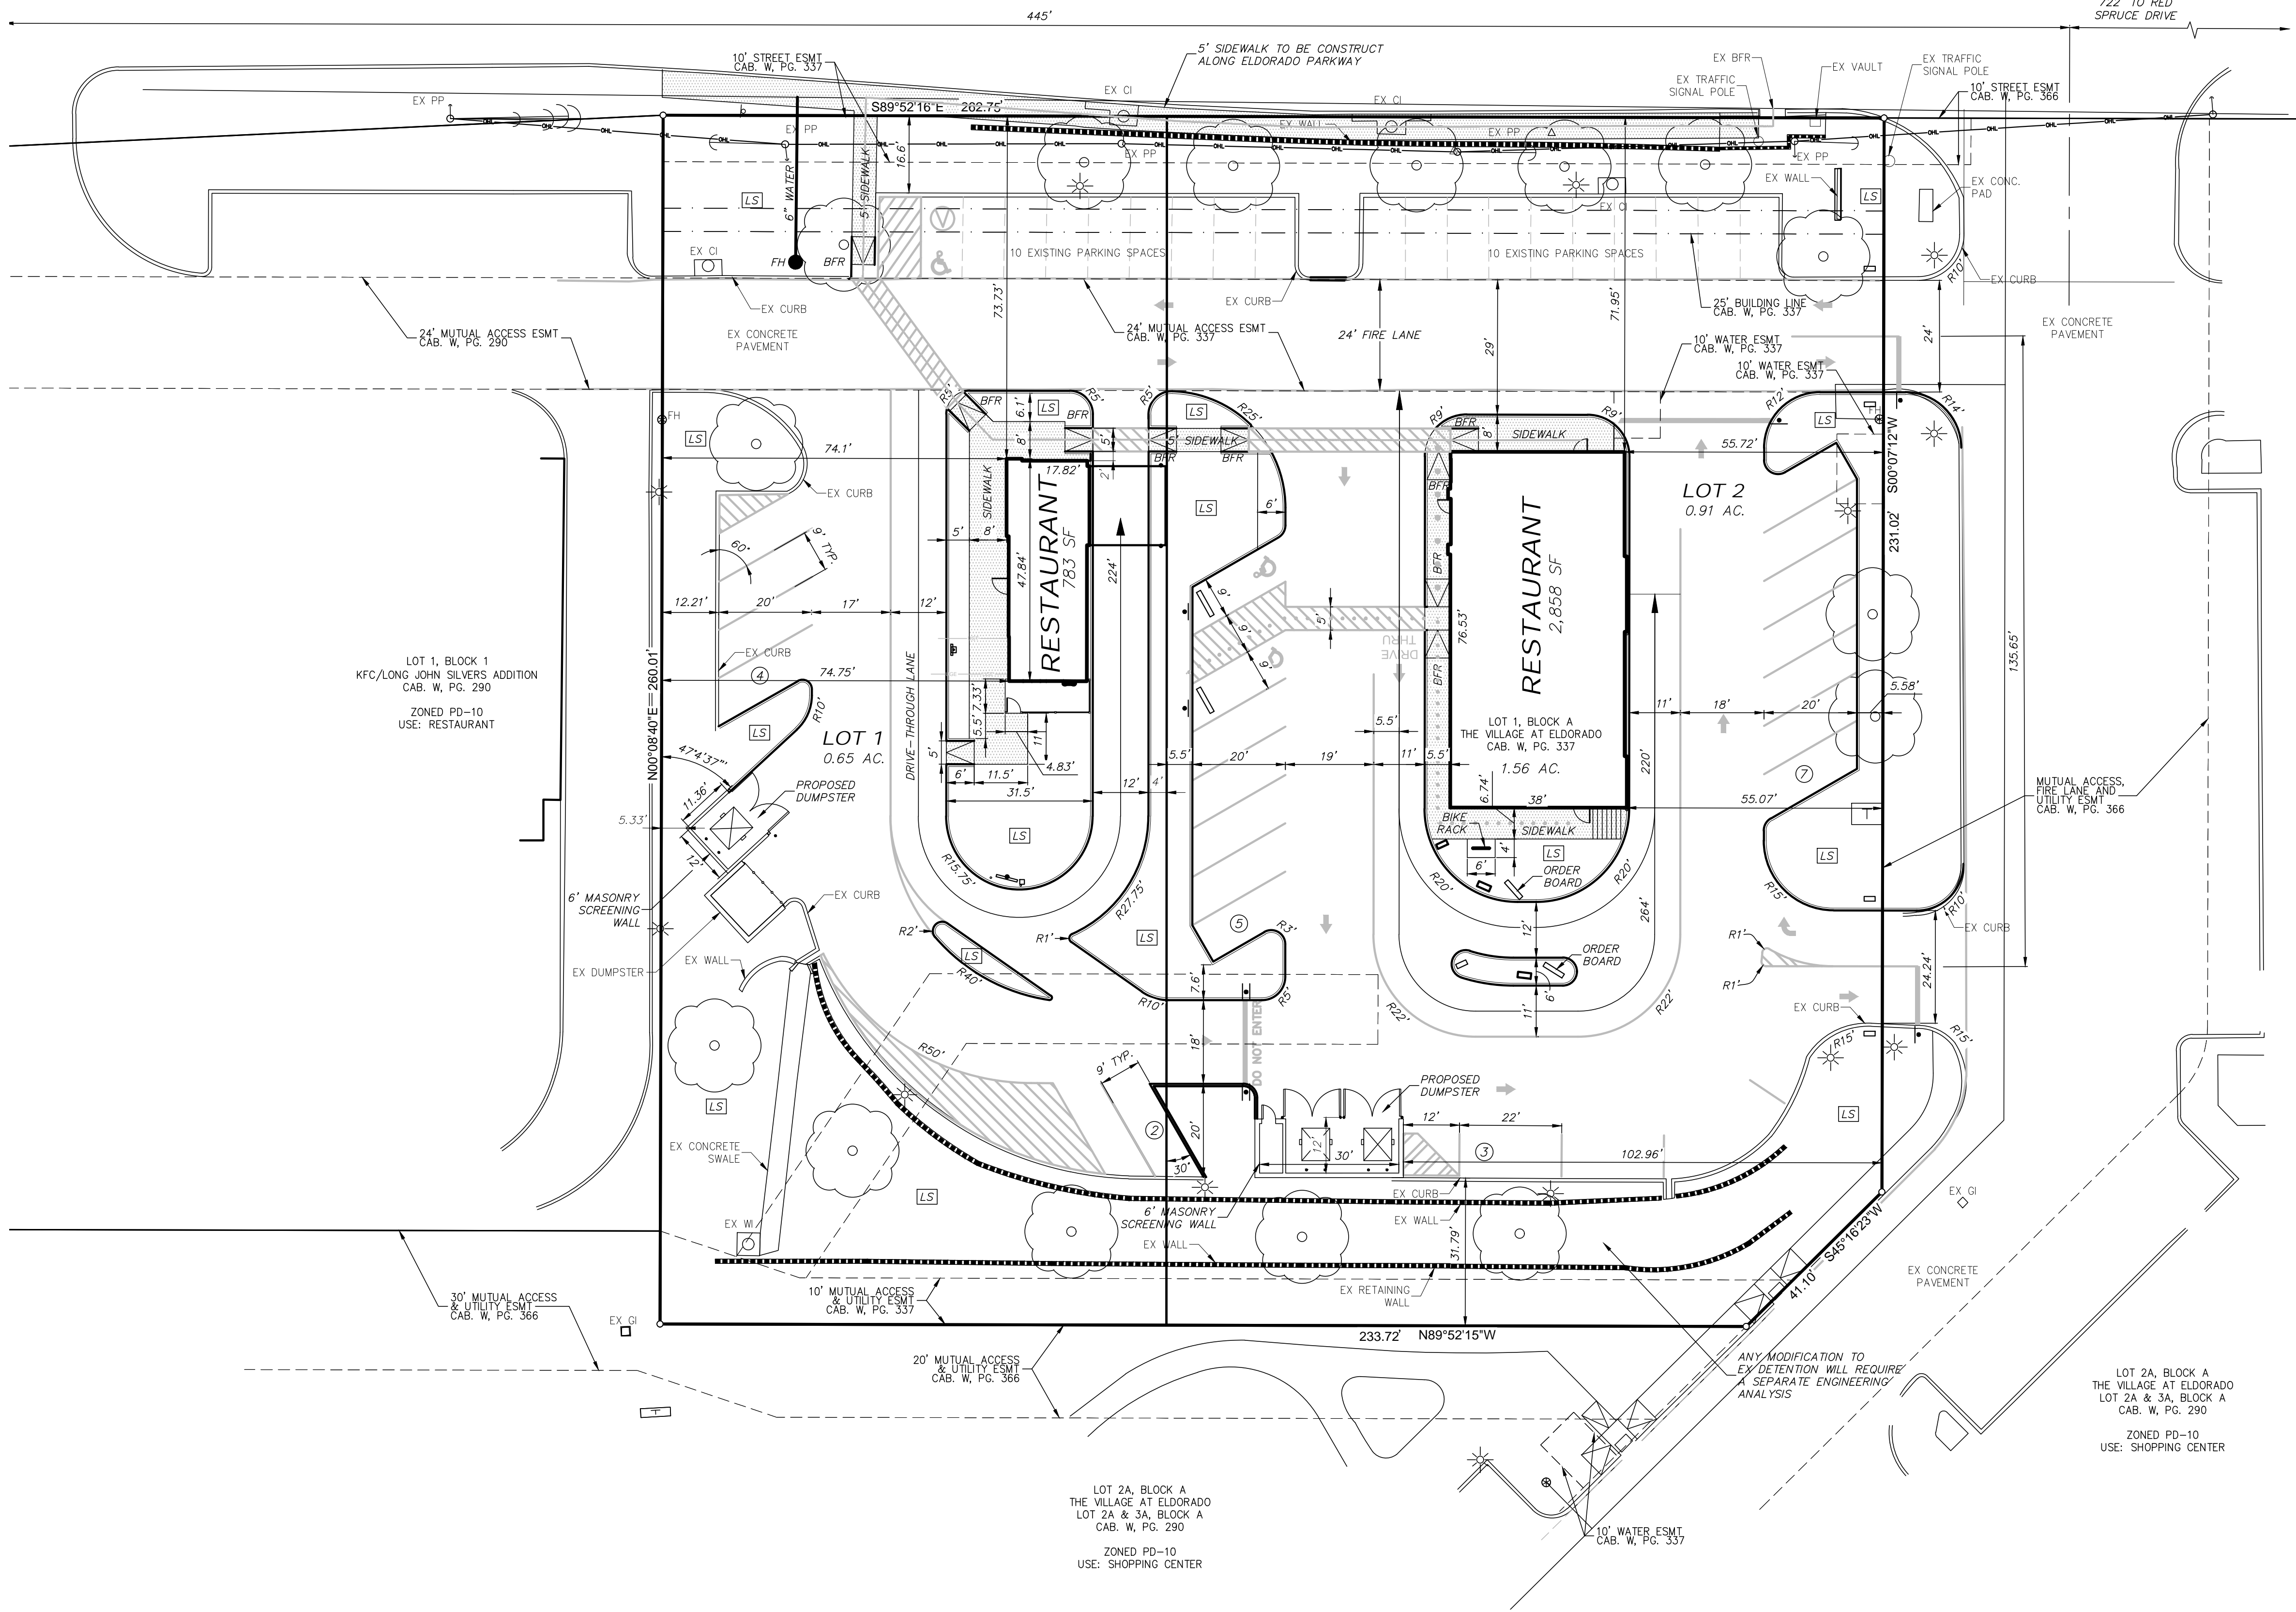 445'
722' TO RED
SPRUCE DRIVE
10' STREET ESMT
CAB. W, PG. 337
5' SIDEWALK TO BE CONSTRUCT
ALONG ELDORADO PARKWAY
EX BFR
EX VAULT
EX TRAFFIC
SIGNAL POLE
EX TRAFFIC
SIGNAL POLE
10' STREET ESMT
CAB. W, PG. 366
EX PP
S89°52'16"E 262.75'
EX CI
EX CI
EX PP
EX WALL
EX PP
EX PP
EX PP
OHL
16.6'
6" WATER
5' SIDEWALK
LS
EX WALL
LS
EX CONC.
PAD
EX CI
EX CI
FH
BFR
10 EXISTING PARKING SPACES
10 EXISTING PARKING SPACES
R10'
EX CURB
EX CURB
EX CURB
73.73'
71.95'
25' BUILDING LINE
CAB. W, PG. 337
24' MUTUAL ACCESS ESMT
CAB. W, PG. 290
EX CONCRETE
PAVEMENT
24' MUTUAL ACCESS ESMT
CAB. W, PG. 337
24' FIRE LANE
29'
10' WATER ESMT
CAB. W, PG. 337
10' WATER ESMT
CAB. W, PG. 337
24'
EX CONCRETE
PAVEMENT
R5'
BFR
6.1'
LS
R5'
R5'
LS
R25'
R9'
R9'
R12'
R14'
FH
LS
BFR
8'
5'
5' SIDEWALK
BFR
BFR
BFR
8'
SIDEWALK
LS
FH
74.1'
17.82'
2'
55.72'
S00°07'12"W
231.02'
EX CURB
SIDEWALK
RESTAURANT
783 SF
47.84'
LS
6'
BFR
LOT 2
0.91 AC.
60°
9' TYP.
5'
8'
224'
RESTAURANT
2,858 SF
76.53'
BFR
12.21'
20'
17'
12'
9'
9'
9'
5'
DRIVE
THRU
BFR
135.65'
LOT 1, BLOCK 1
KFC/LONG JOHN SILVERS ADDITION
CAB. W, PG. 290
ZONED PD-10
USE: RESTAURANT
N00°08'40"E 260.01'
EX CURB
4
74.75'
7.33'
5.5'
R10'
LS
LOT 1
0.65 AC.
DRIVE-THROUGH LANE
5'
11'
4.83'
6'
11.5'
31.5'
12'
4'
5.5'
20'
19'
5.5'
11'
5.5'
LOT 1, BLOCK A
THE VILLAGE AT ELDORADO
CAB. W, PG. 337
1.56 AC.
11'
18'
20'
5.58'
220'
7
47°4'37"
11.36'
PROPOSED
DUMPSTER
5.33'
12'
LS
6.74'
38'
55.07'
BIKE
RACK
SIDEWALK
LS
4'
6'
ORDER
BOARD
T
MUTUAL ACCESS,
FIRE LANE AND
UTILITY ESMT
CAB. W, PG. 366
LS
R15.75'
R27.75'
R20'
R20'
R15'
R10'
EX CURB
6' MASONRY
SCREENING
WALL
EX CURB
R2'
R1'
LS
5
R3'
264'
12'
R1'
EX WALL
EX DUMPSTER
LS
R40'
7.6'
ORDER
BOARD
6'
R1'
24.24'
R10'
R5'
R22'
11'
R22'
EX CURB
18'
DO NOT ENTER
R50'
9' TYP.
PROPOSED
DUMPSTER
R15'
R15'
LS
EX CONCRETE
SWALE
2
20'
30°
12'
30'
12'
22'
3
102.96'
LS
LS
EX WI
6' MASONRY
SCREENING WALL
EX CURB
EX WALL
EX WALL
31.79'
EX GI
S45°16'23"W
41.10'
EX CONCRETE
PAVEMENT
EX RETAINING
WALL
30' MUTUAL ACCESS
& UTILITY ESMT
CAB. W, PG. 366
EX GI
10' MUTUAL ACCESS
& UTILITY ESMT
CAB. W, PG. 337
233.72' N89°52'15"W
20' MUTUAL ACCESS
& UTILITY ESMT
CAB. W, PG. 366
ANY MODIFICATION TO
EX DETENTION WILL REQUIRE
A SEPARATE ENGINEERING
ANALYSIS
T
LOT 2A, BLOCK A
THE VILLAGE AT ELDORADO
LOT 2A & 3A, BLOCK A
CAB. W, PG. 290
ZONED PD-10
USE: SHOPPING CENTER
LOT 2A, BLOCK A
THE VILLAGE AT ELDORADO
LOT 2A & 3A, BLOCK A
CAB. W, PG. 290
ZONED PD-10
USE: SHOPPING CENTER
10' WATER ESMT
CAB. W, PG. 337